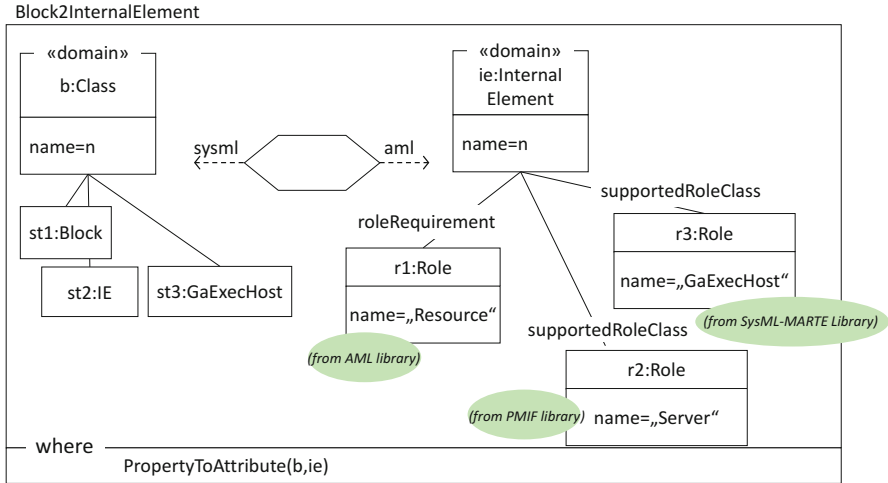 Block2InternalElement
«domain»
b:Class
name=n
st1:Block
st2:IE
st3:GaExecHost
sysml
aml
«domain»
ie:Internal
Element
name=n
roleRequirement
r1:Role
name=„Resource“
(from AML library)
supportedRoleClass
r3:Role
name=„GaExecHost“
(from SysML-MARTE Library)
supportedRoleClass
r2:Role
name=„Server“
(from PMIF library)
where
PropertyToAttribute(b,ie)